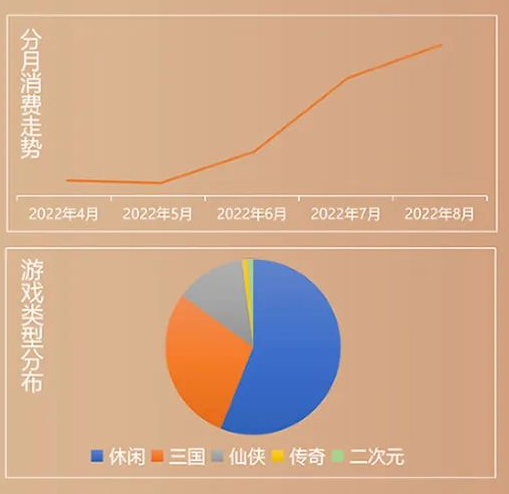 分月消费走势
2022年4月 2022年5月 2022年6月 2022年7月 2022年8月
游戏类型分布
休闲 三国 仙侠 传奇 二次元